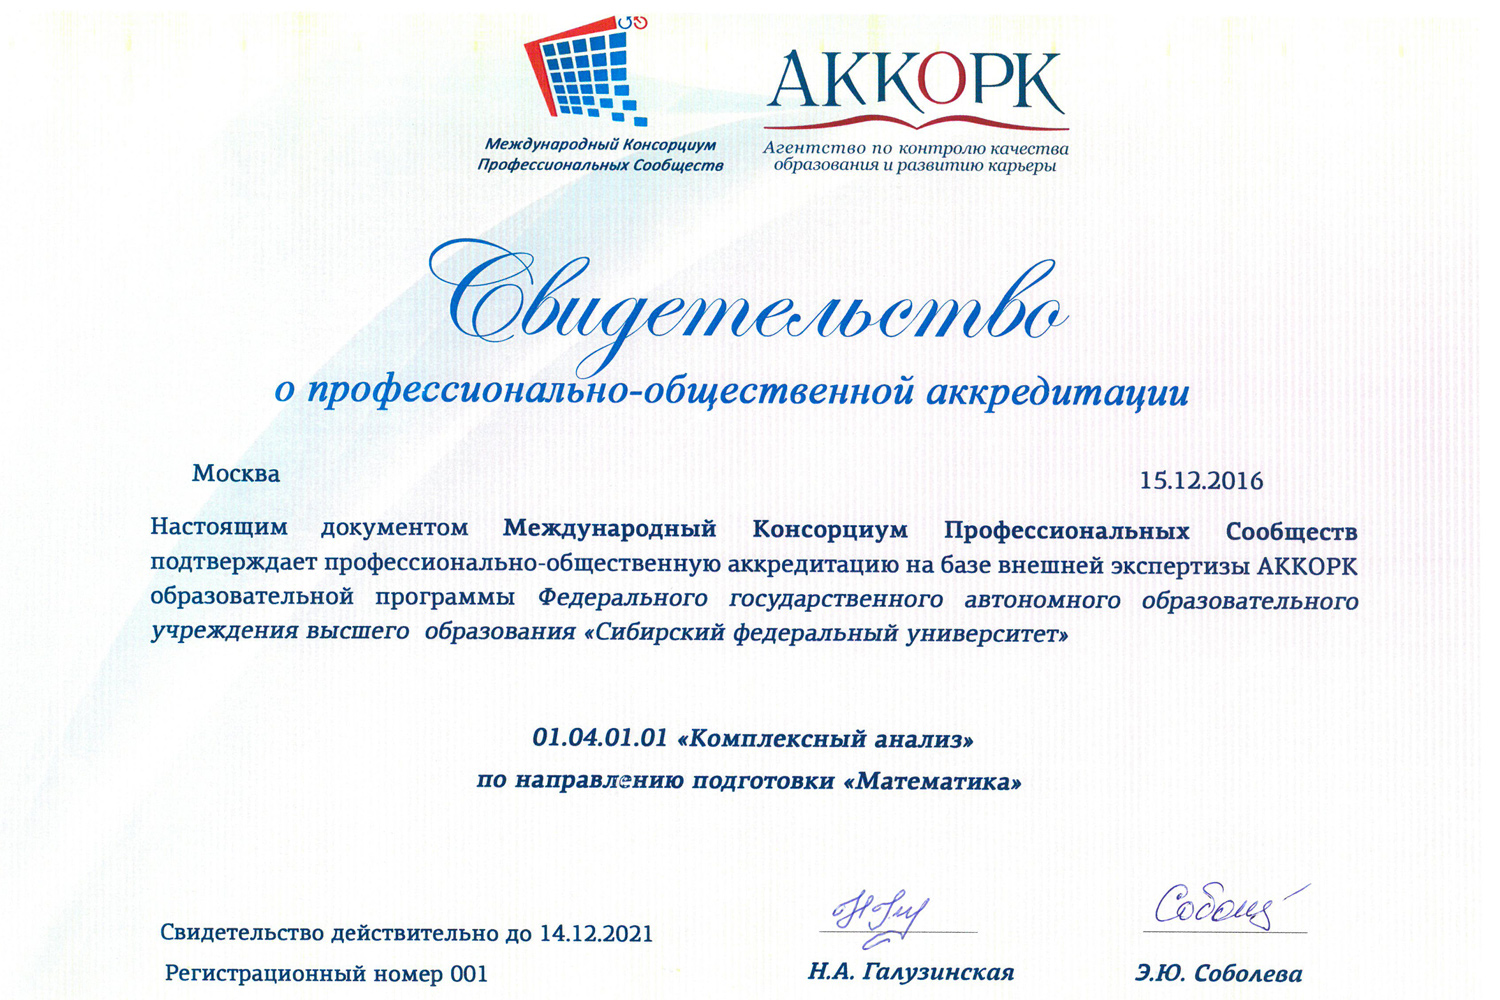 Международный Консорциум
Профессиональных Сообществ
АККОРК
Агентство по контролю качества
образования и развитию карьеры
Свидетельство
о профессионально-общественной аккредитации
Москва 15.12.2016
Настоящим документом Международный Консорциум Профессиональных Сообществ
подтверждает профессионально-общественную аккредитацию на базе внешней экспертизы АККОРК
образовательной программы Федерального государственного автономного образовательного
учреждения высшего образования «Сибирский федеральный университет»
01.04.01.01 «Комплексный анализ»
по направлению подготовки «Математика»
Свидетельство действительно до 14.12.2021
Регистрационный номер 001
Н.А. Галузинская
Э.Ю. Соболева